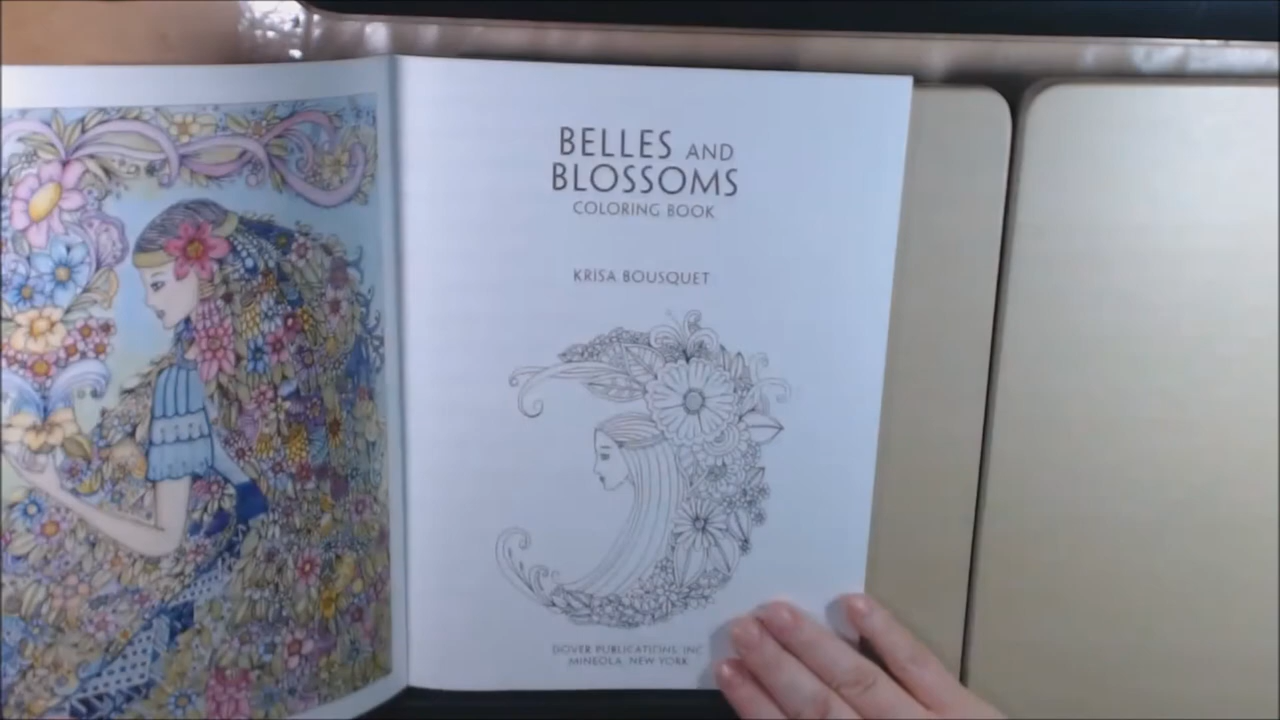 BELLES AND
BLOSSOMS
COLORING BOOK
KRISA BOUSQUET
DOVER PUBLICATIONS, INC.
MINEOLA, NEW YORK